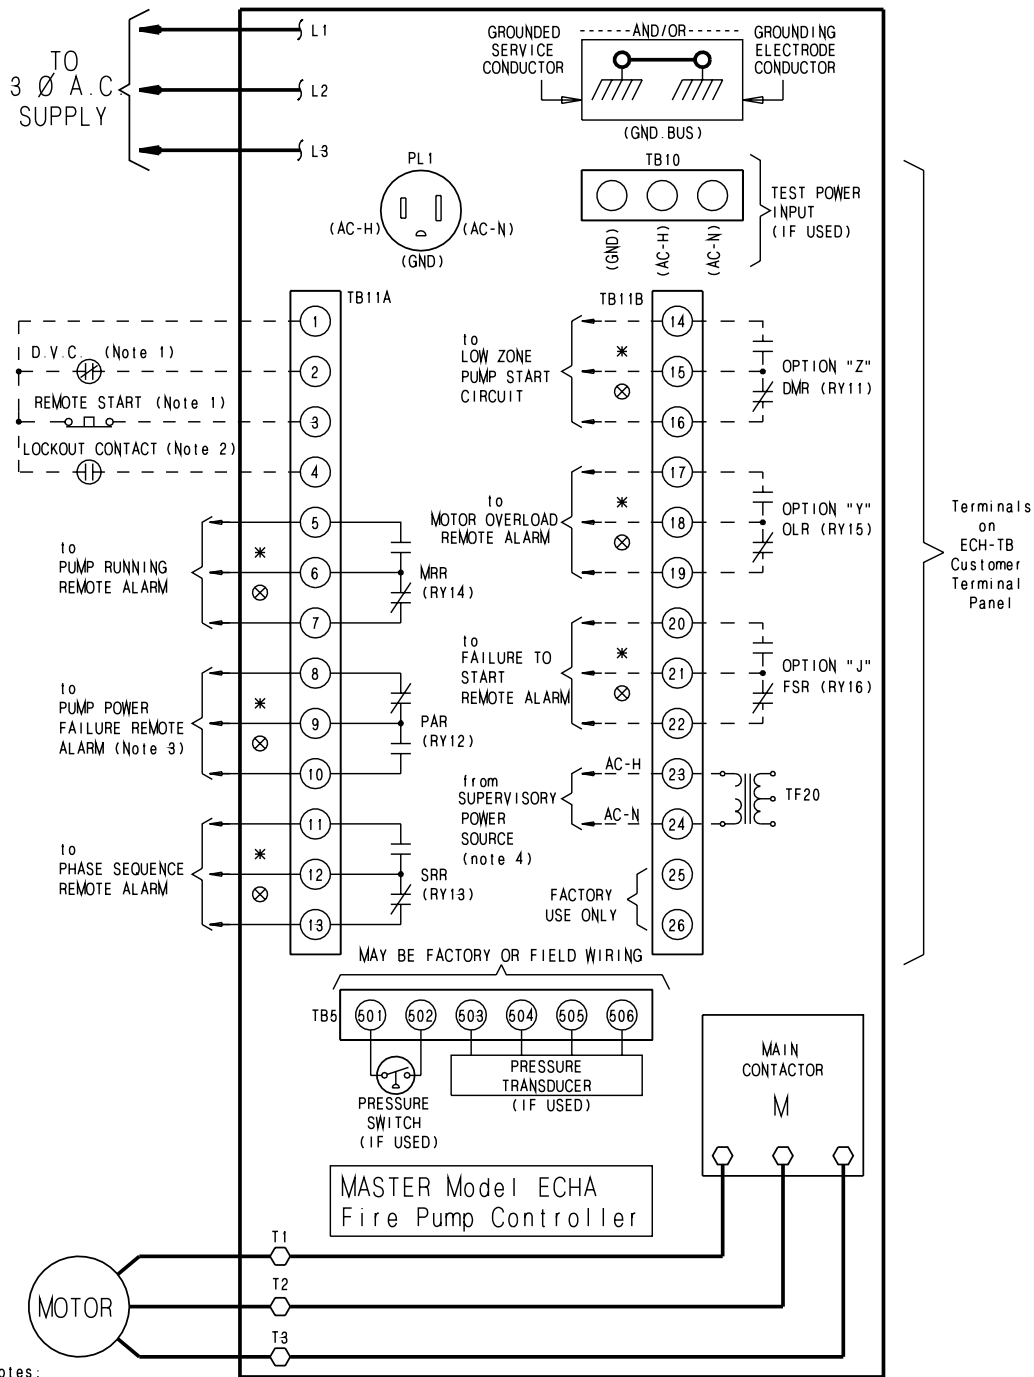 TO
3 Ø A.C.
SUPPLY
L1
L2
L3
GROUNDED
SERVICE
CONDUCTOR
AND/OR
GROUNDING
ELECTRODE
CONDUCTOR
(GND.BUS)
PL1
(AC-H)
(AC-N)
(GND)
TB10
(GND)
(AC-H)
(AC-N)
TEST POWER
INPUT
(IF USED)
TB11A
1
2
3
4
5
6
7
8
9
10
11
12
13
D.V.C. (Note 1)
REMOTE START (Note 1)
LOCKOUT CONTACT (Note 2)
to
PUMP RUNNING
REMOTE ALARM
*
MRR
(RY14)
to
PUMP POWER
FAILURE REMOTE
ALARM (Note 3)
*
PAR
(RY12)
to
PHASE SEQUENCE
REMOTE ALARM
*
SRR
(RY13)
TB11B
14
15
16
17
18
19
20
21
22
23
24
25
26
to
LOW ZONE
PUMP START
CIRCUIT
*
OPTION "Z"
DMR (RY11)
to
MOTOR OVERLOAD
REMOTE ALARM
*
OPTION "Y"
OLR (RY15)
to
FAILURE TO
START
REMOTE ALARM
*
OPTION "J"
FSR (RY16)
from
SUPERVISORY
POWER
SOURCE
(note 4)
AC-H
AC-N
TF20
FACTORY
USE ONLY
Terminals
on
ECH-TB
Customer
Terminal
Panel
MAY BE FACTORY OR FIELD WIRING
TB5
501
502
503
504
505
506
PRESSURE
SWITCH
(IF USED)
PRESSURE
TRANSDUCER
(IF USED)
MAIN
CONTACTOR
M
MASTER Model ECHA
Fire Pump Controller
T1
T2
T3
MOTOR
otes: